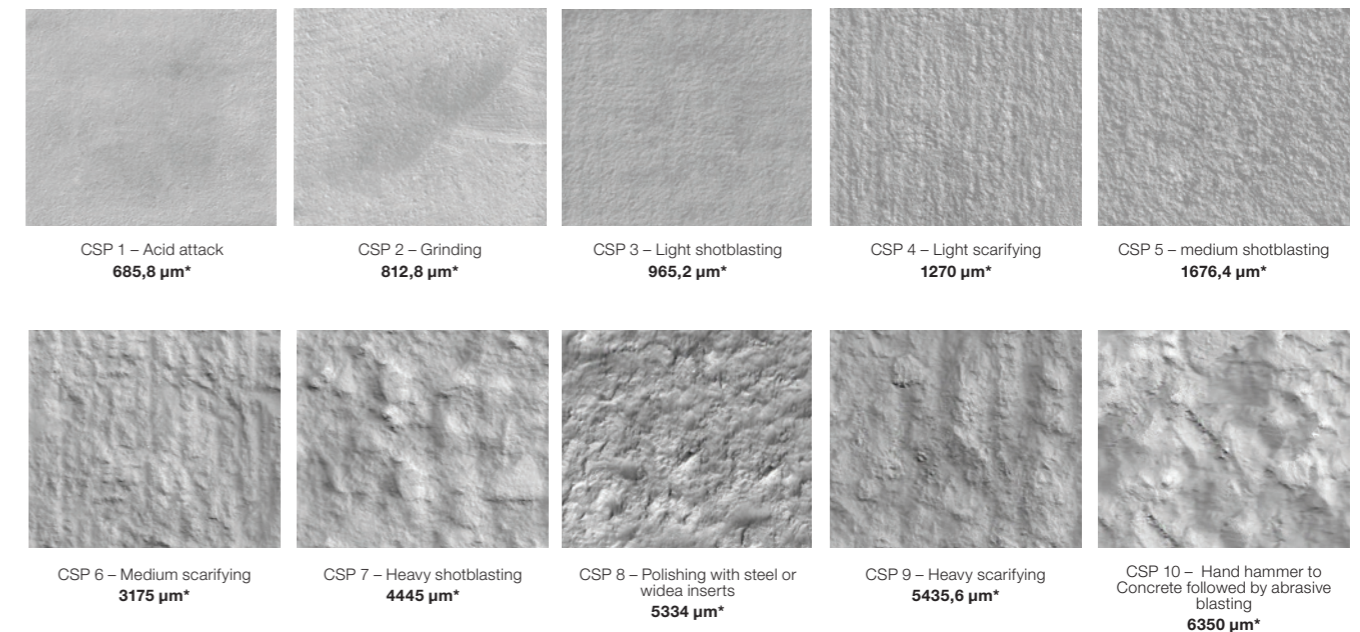 CSP 1 – Acid attack
685,8 µm*
CSP 2 – Grinding
812,8 µm*
CSP 3 – Light shotblasting
965,2 µm*
CSP 4 – Light scarifying
1270 µm*
CSP 5 – medium shotblasting
1676,4 µm*
CSP 6 – Medium scarifying
3175 µm*
CSP 7 – Heavy shotblasting
4445 µm*
CSP 8 – Polishing with steel or
widea inserts
5334 µm*
CSP 9 – Heavy scarifying
5435,6 µm*
CSP 10 – Hand hammer to
Concrete followed by abrasive
blasting
6350 µm*